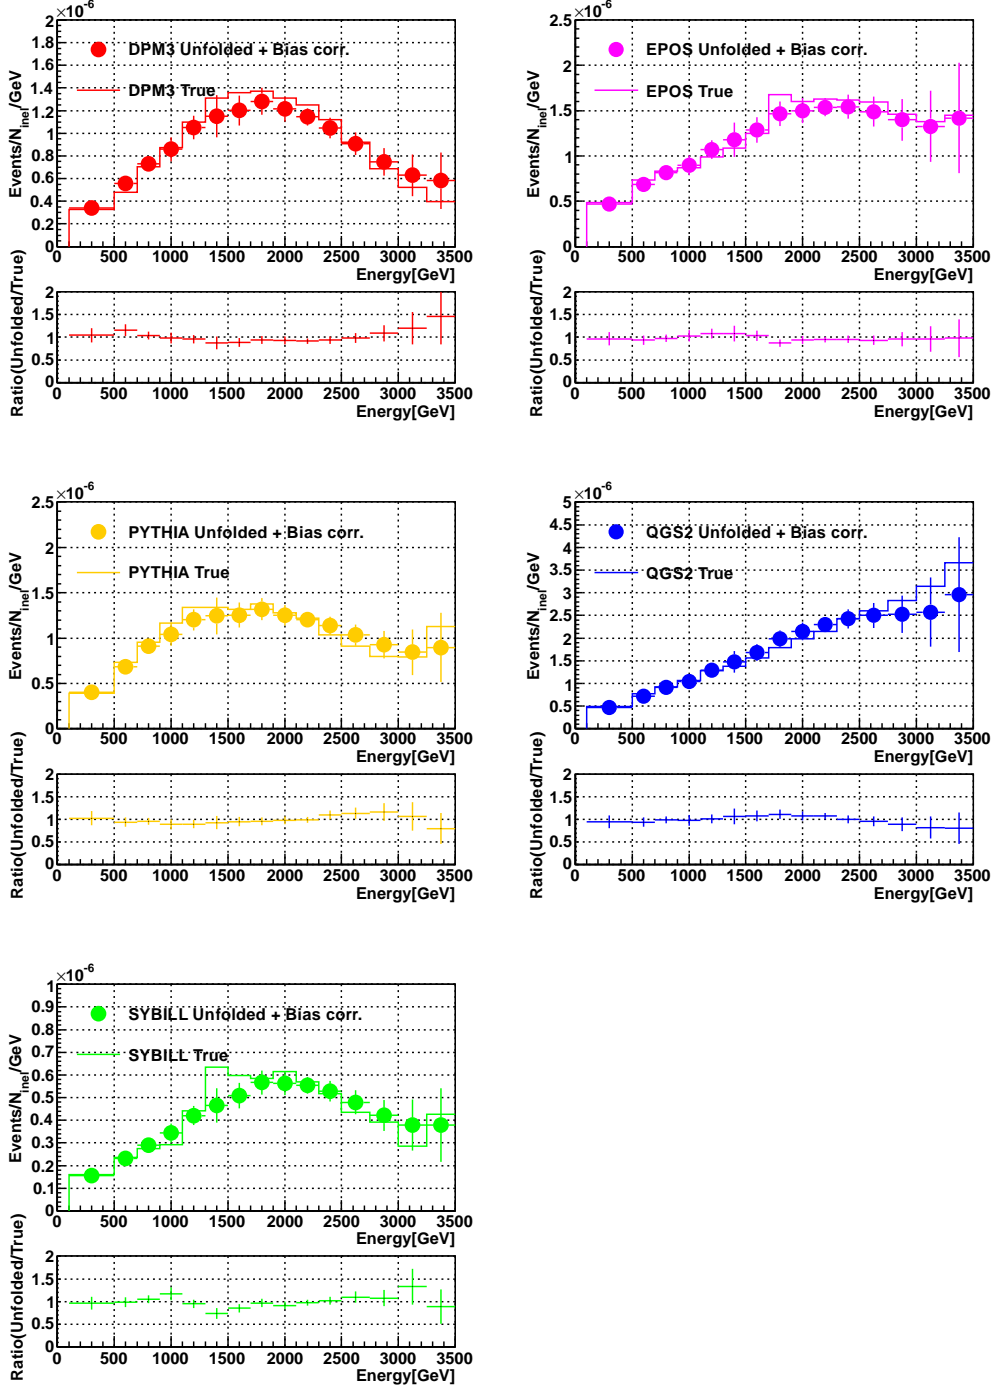 ×10-6
2
1.8
1.6
1.4
1.2
1
0.8
0.6
0.4
0.2
0
Events/Ninel/GeV
DPM3 Unfolded + Bias corr.
DPM3 True
0 500 1000 1500 2000 2500 3000 3500
Energy[GeV]
2
1.5
1
0.5
0
Ratio(Unfolded/True)
0 500 1000 1500 2000 2500 3000 3500
Energy[GeV]
×10-6
2.5
2
1.5
1
0.5
0
Events/Ninel/GeV
EPOS Unfolded + Bias corr.
EPOS True
0 500 1000 1500 2000 2500 3000 3500
Energy[GeV]
2
1.5
1
0.5
0
Ratio(Unfolded/True)
0 500 1000 1500 2000 2500 3000 3500
Energy[GeV]
×10-6
2.5
2
1.5
1
0.5
0
Events/Ninel/GeV
PYTHIA Unfolded + Bias corr.
PYTHIA True
0 500 1000 1500 2000 2500 3000 3500
Energy[GeV]
2
1.5
1
0.5
0
Ratio(Unfolded/True)
0 500 1000 1500 2000 2500 3000 3500
Energy[GeV]
×10-6
5
4.5
4
3.5
3
2.5
2
1.5
1
0.5
0
Events/Ninel/GeV
QGS2 Unfolded + Bias corr.
QGS2 True
0 500 1000 1500 2000 2500 3000 3500
Energy[GeV]
2
1.5
1
0.5
0
Ratio(Unfolded/True)
0 500 1000 1500 2000 2500 3000 3500
Energy[GeV]
×10-6
1
0.9
0.8
0.7
0.6
0.5
0.4
0.3
0.2
0.1
0
Events/Ninel/GeV
SYBILL Unfolded + Bias corr.
SYBILL True
0 500 1000 1500 2000 2500 3000 3500
Energy[GeV]
2
1.5
1
0.5
0
Ratio(Unfolded/True)
0 500 1000 1500 2000 2500 3000 3500
Energy[GeV]